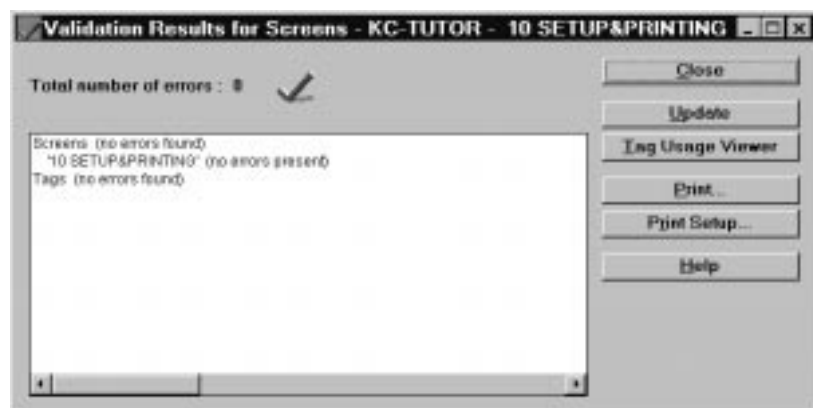 Validation Results for Screens - KC-TUTOR - 10 SETUP&PRINTING
Total number of errors : 0
Close
Update
Tag Usage Viewer
Print...
Print Setup...
Help
Screens (no errors found)
"10 SETUP&PRINTING" (no errors present)
Tags (no errors found)